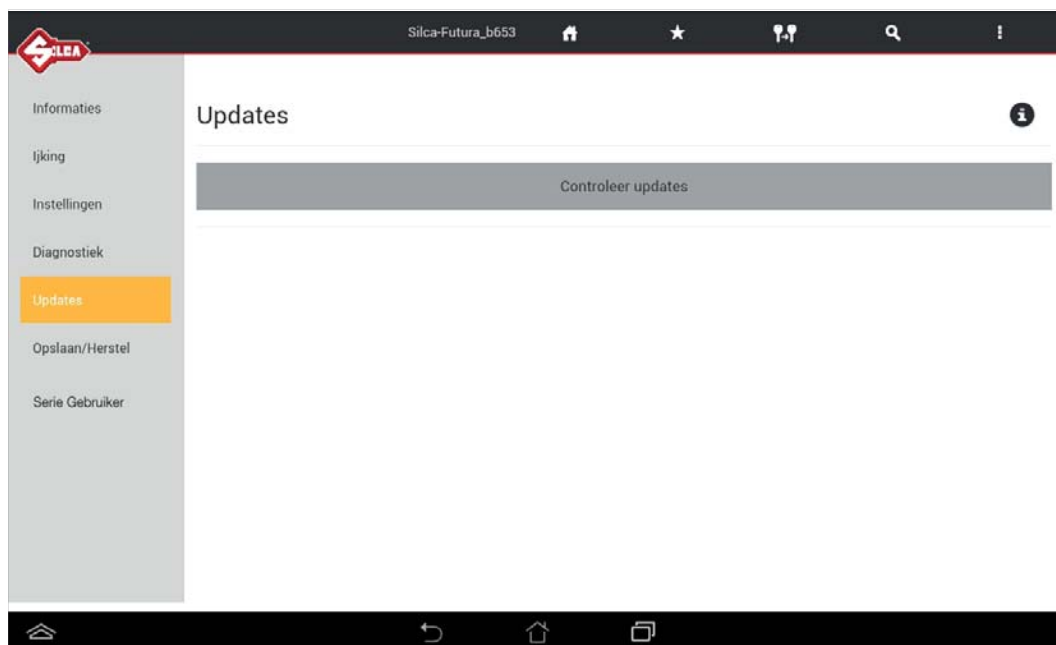 SILCA
Silca-Futura_b653
Informaties
Ijking
Instellingen
Diagnostiek
Updates
Opslaan/Herstel
Serie Gebruiker
Updates
Controleer updates